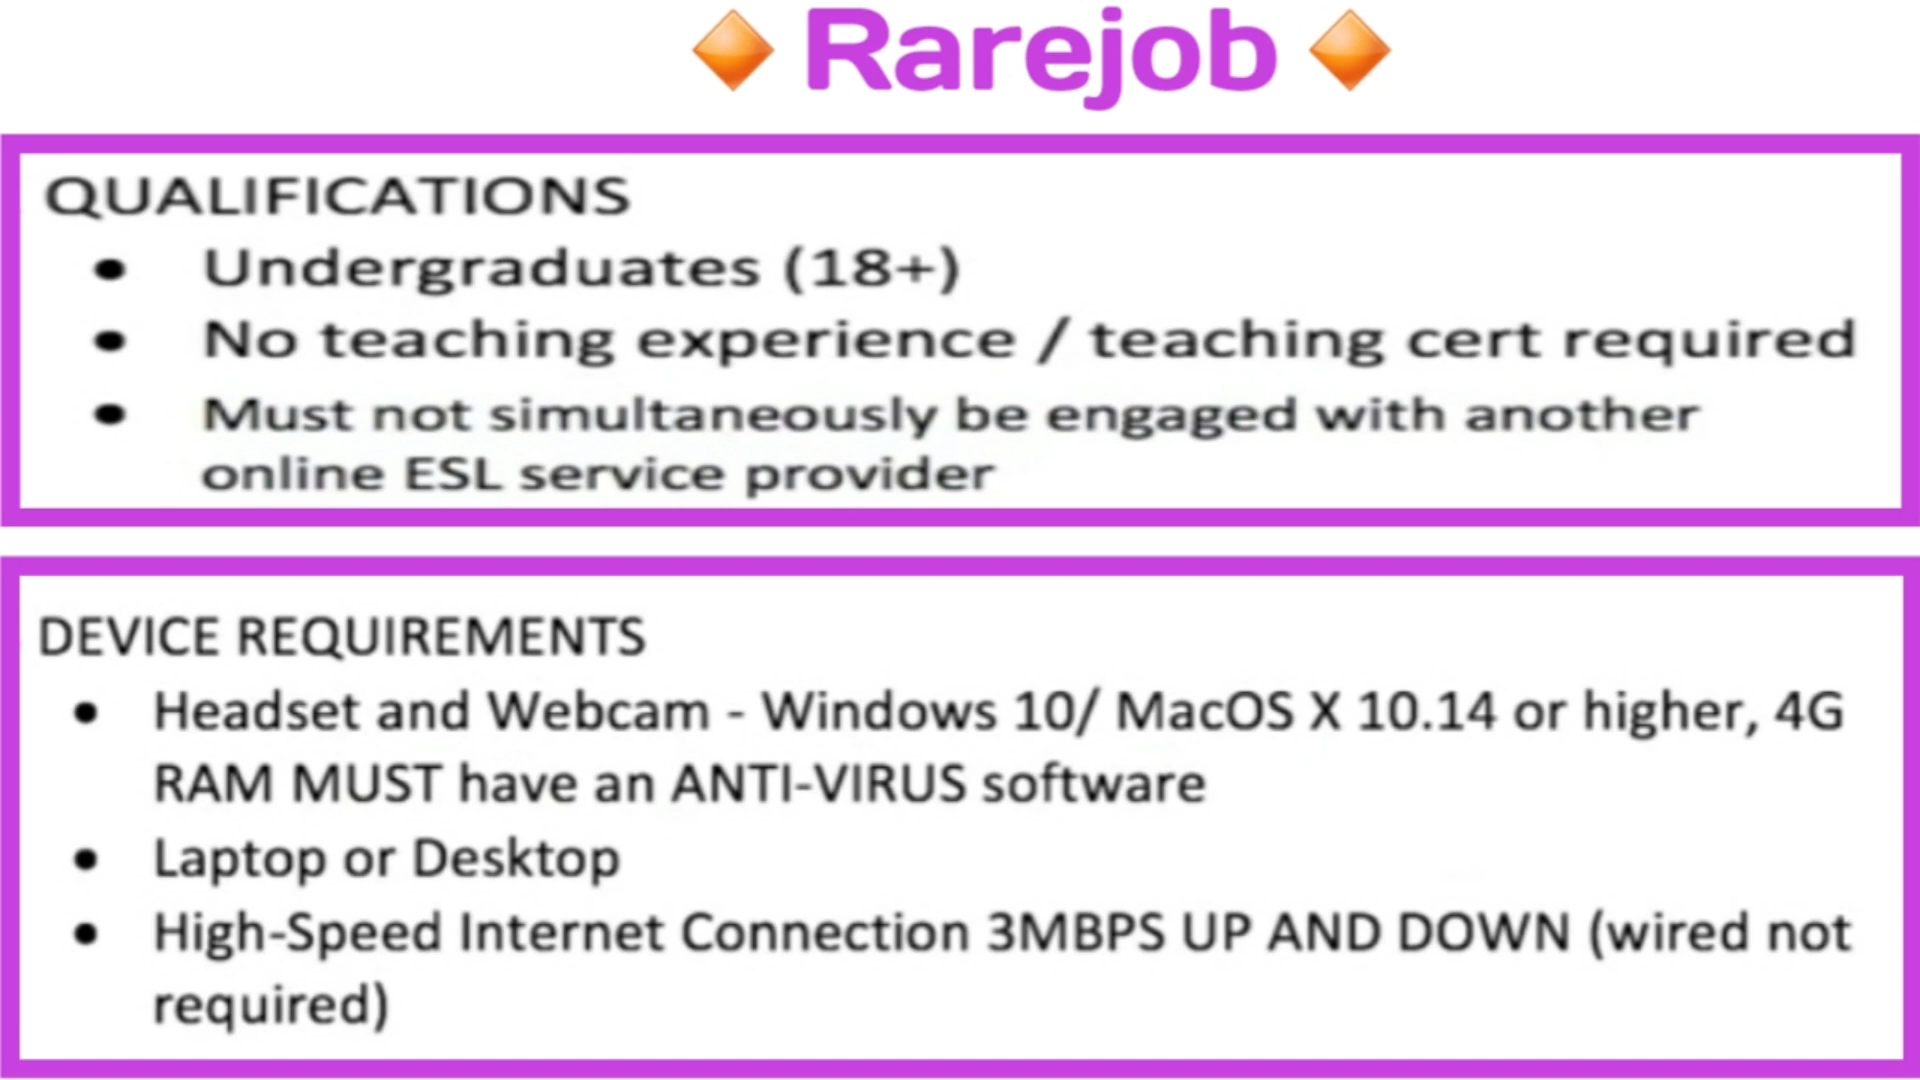 Rarejob
QUALIFICATIONS
Undergraduates (18+)
No teaching experience / teaching cert required
Must not simultaneously be engaged with another
online ESL service provider
DEVICE REQUIREMENTS
Headset and Webcam - Windows 10/ MacOS X 10.14 or higher, 4G
RAM MUST have an ANTI-VIRUS software
Laptop or Desktop
High-Speed Internet Connection 3MBPS UP AND DOWN (wired not
required)